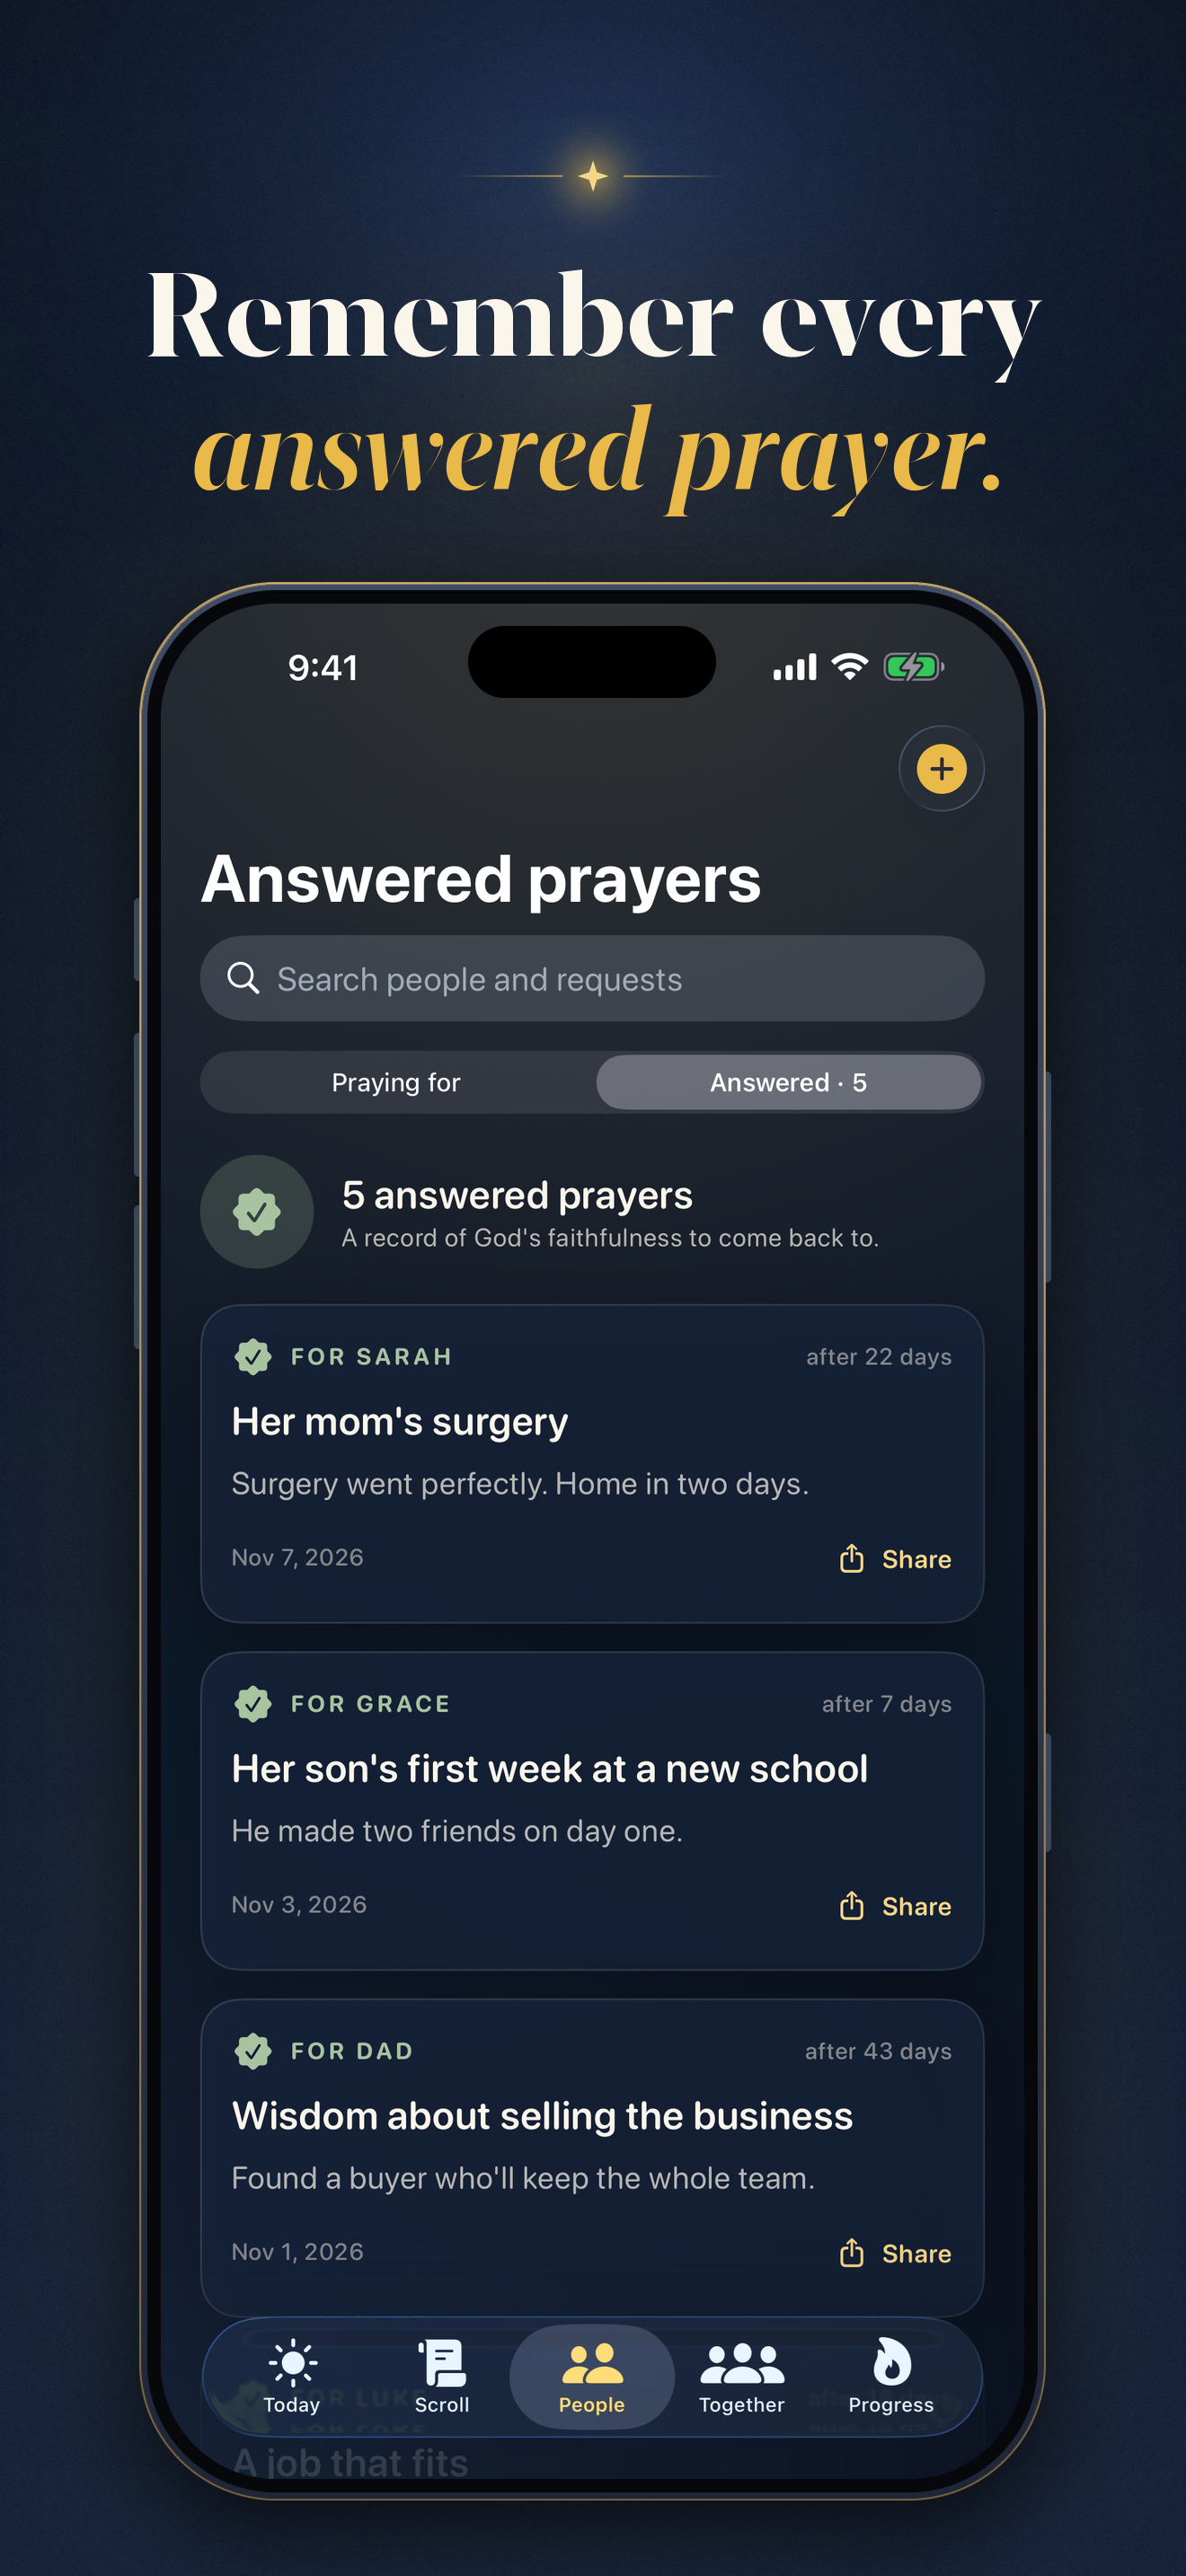 Remember every
answered prayer.
9:41
Answered prayers
Search people and requests
Praying for
Answered · 5
5 answered prayers
A record of God's faithfulness to come back to.
FOR SARAH
after 22 days
Her mom's surgery
Surgery went perfectly. Home in two days.
Nov 7, 2026
Share
FOR GRACE
after 7 days
Her son's first week at a new school
He made two friends on day one.
Nov 3, 2026
Share
FOR DAD
after 43 days
Wisdom about selling the business
Found a buyer who'll keep the whole team.
Nov 1, 2026
Share
FOR LUKE
Today
Scroll
People
Together
Progress
A job that fits